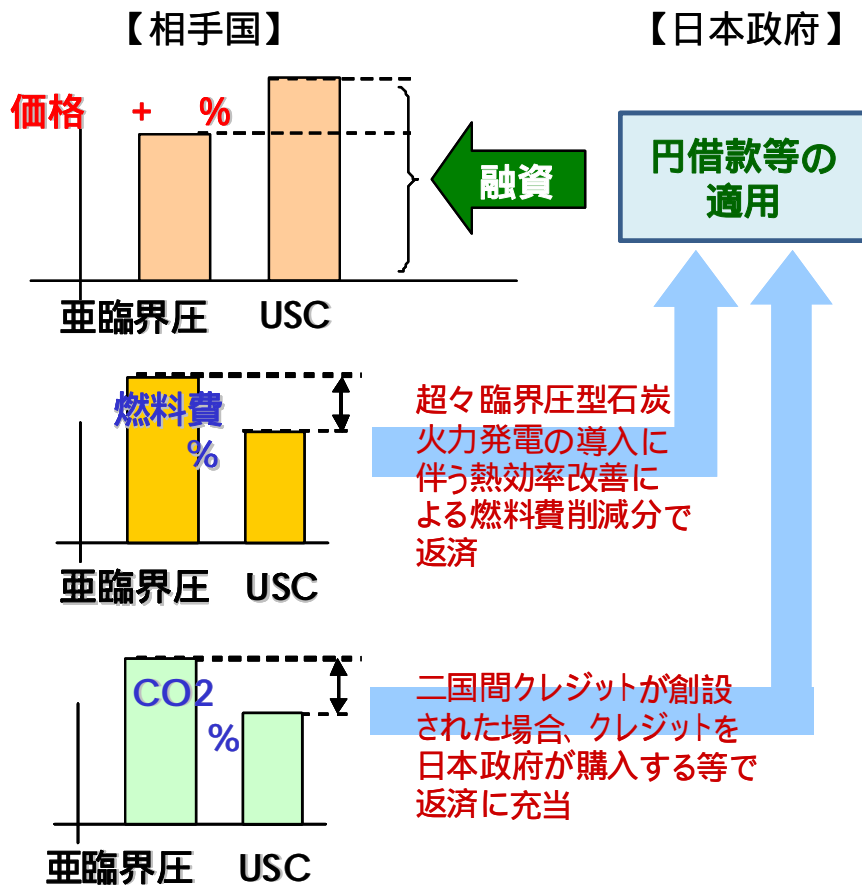 【相手国】
【日本政府】
価格 + %
円借款等の
適用
融資
亜臨界圧 USC
燃料費
%
超々臨界圧型石炭
火力発電の導入に
伴う熱効率改善に
よる燃料費削減分で
返済
亜臨界圧 USC
CO2
%
二国間クレジットが創設
された場合、クレジットを
日本政府が購入する等で
返済に充当
亜臨界圧 USC